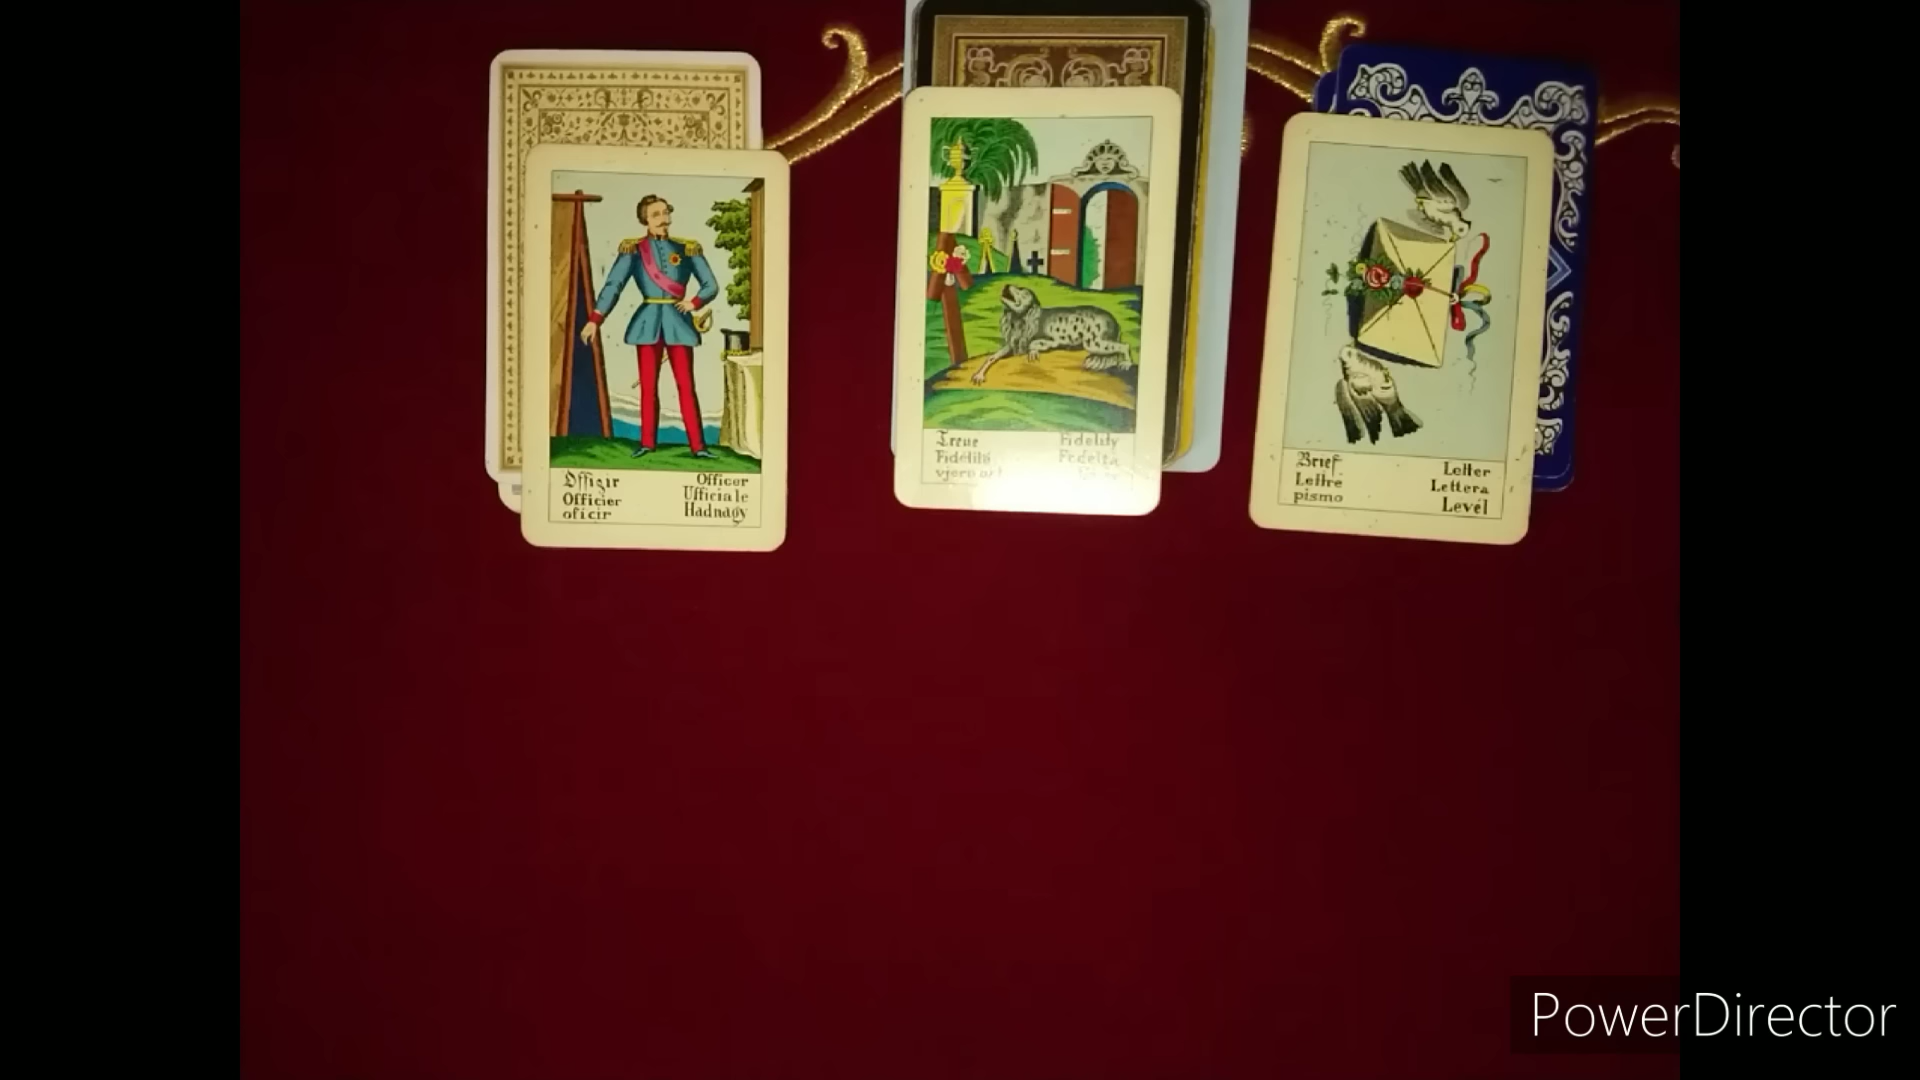 Offizir Officer
Officier Ufficiale
oficir Hadnagy
Treue Fidelity
Fidélité Fedeltà
Brief Letter
Lettre Lettera
pismo Levél
PowerDirector